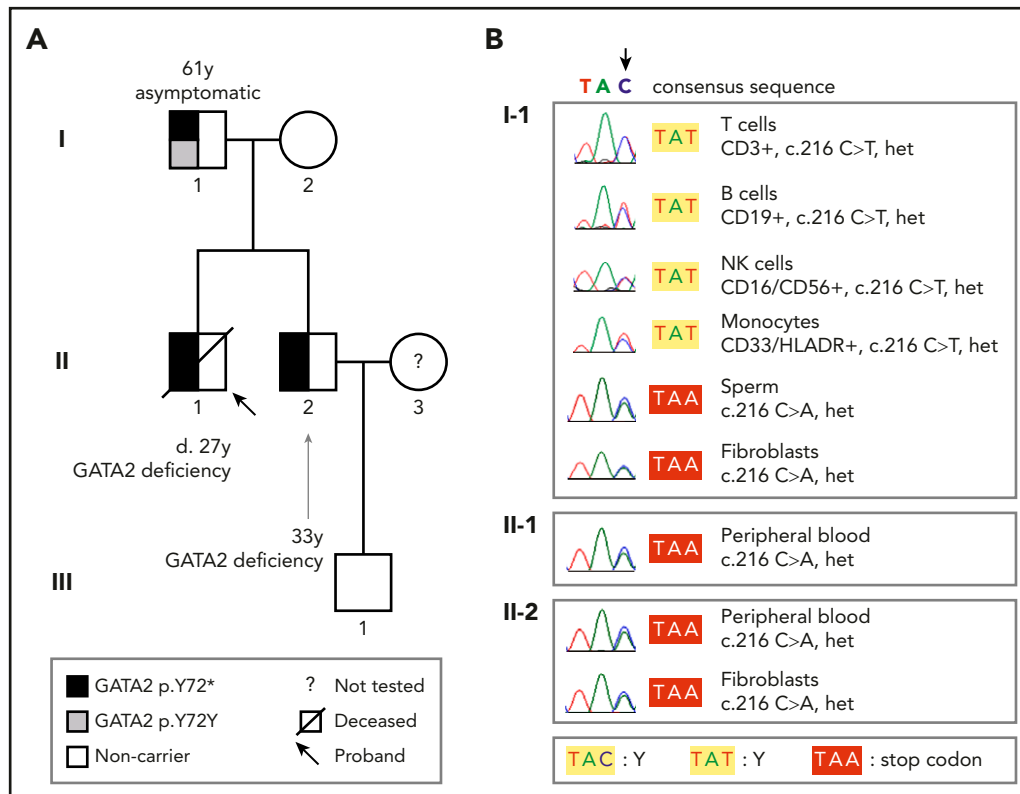 A
61y
asymptomatic
I
1
2
II
?
1
2
3
d. 27y
GATA2 deficiency
33y
GATA2 deficiency
III
1
GATA2 p.Y72*
GATA2 p.Y72Y
Non-carrier
? Not tested
Deceased
Proband
B
TAC consensus sequence
I-1
TAT
T cells
CD3+, c.216 C>T, het
TAT
B cells
CD19+, c.216 C>T, het
TAT
NK cells
CD16/CD56+, c.216 C>T, het
TAT
Monocytes
CD33/HLADR+, c.216 C>T, het
TAA
Sperm
c.216 C>A, het
TAA
Fibroblasts
c.216 C>A, het
II-1
TAA
Peripheral blood
c.216 C>A, het
II-2
TAA
Peripheral blood
c.216 C>A, het
TAA
Fibroblasts
c.216 C>A, het
TAC : Y TAT : Y TAA : stop codon